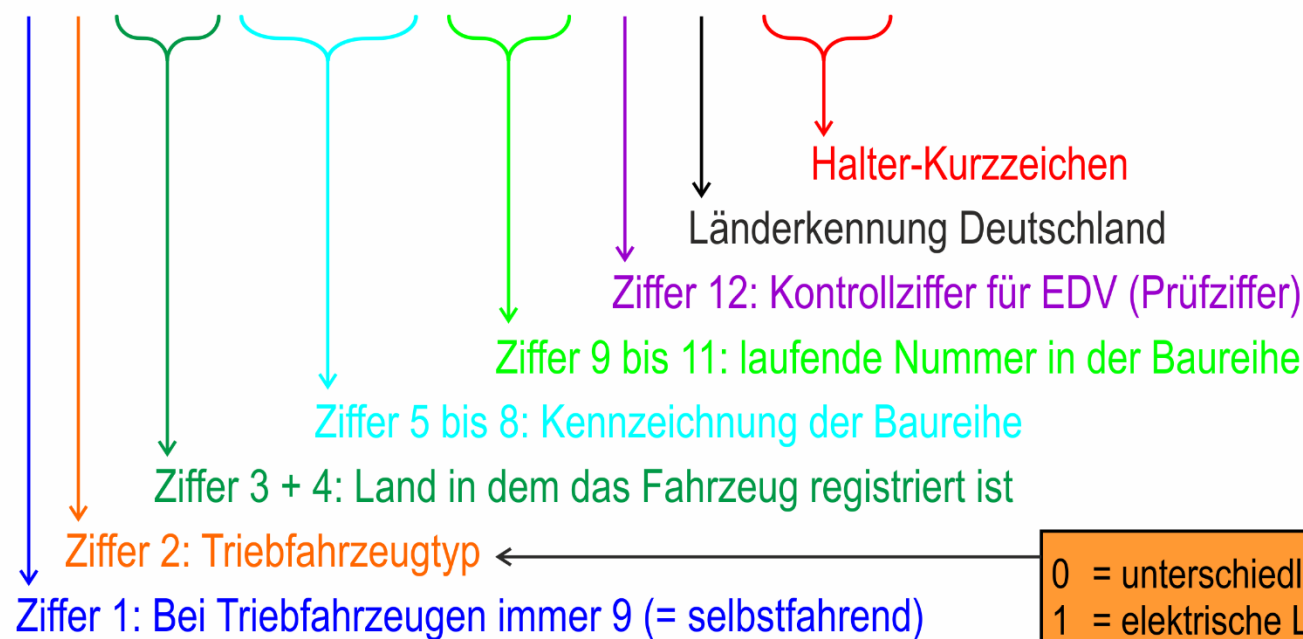 Halter-Kurzzeichen
Länderkennung Deutschland
Ziffer 12: Kontrollziffer für EDV (Prüfziffer)
Ziffer 9 bis 11: laufende Nummer in der Baureihe
Ziffer 5 bis 8: Kennzeichnung der Baureihe
Ziffer 3 + 4: Land in dem das Fahrzeug registriert ist
Ziffer 2: Triebfahrzeugtyp
0 = unterschiedl
1 = elektrische L
Ziffer 1: Bei Triebfahrzeugen immer 9 (= selbstfahrend)